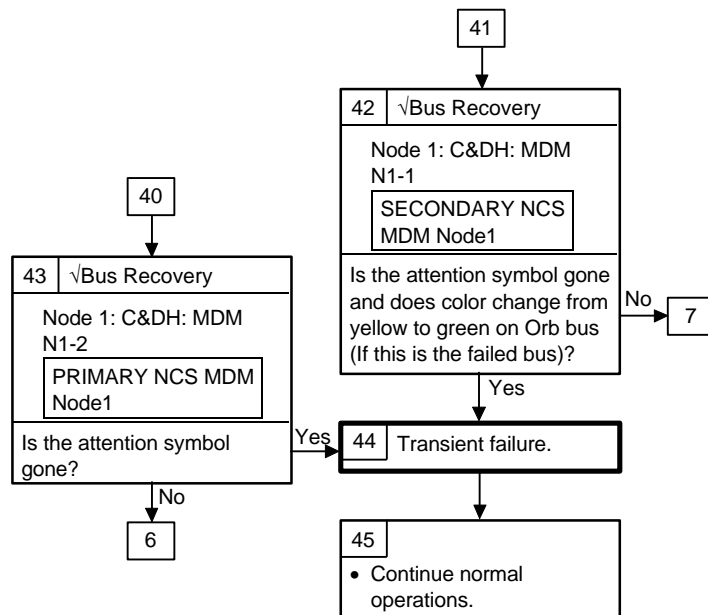 41
42 √Bus Recovery
Node 1: C&DH: MDM
N1-1
SECONDARY NCS
MDM Node1
Is the attention symbol gone
and does color change from
yellow to green on Orb bus
(If this is the failed bus)?
No
7
Yes
40
43 √Bus Recovery
Node 1: C&DH: MDM
N1-2
PRIMARY NCS MDM
Node1
Is the attention symbol
gone?
Yes
No
6
44 Transient failure.
45
• Continue normal
operations.